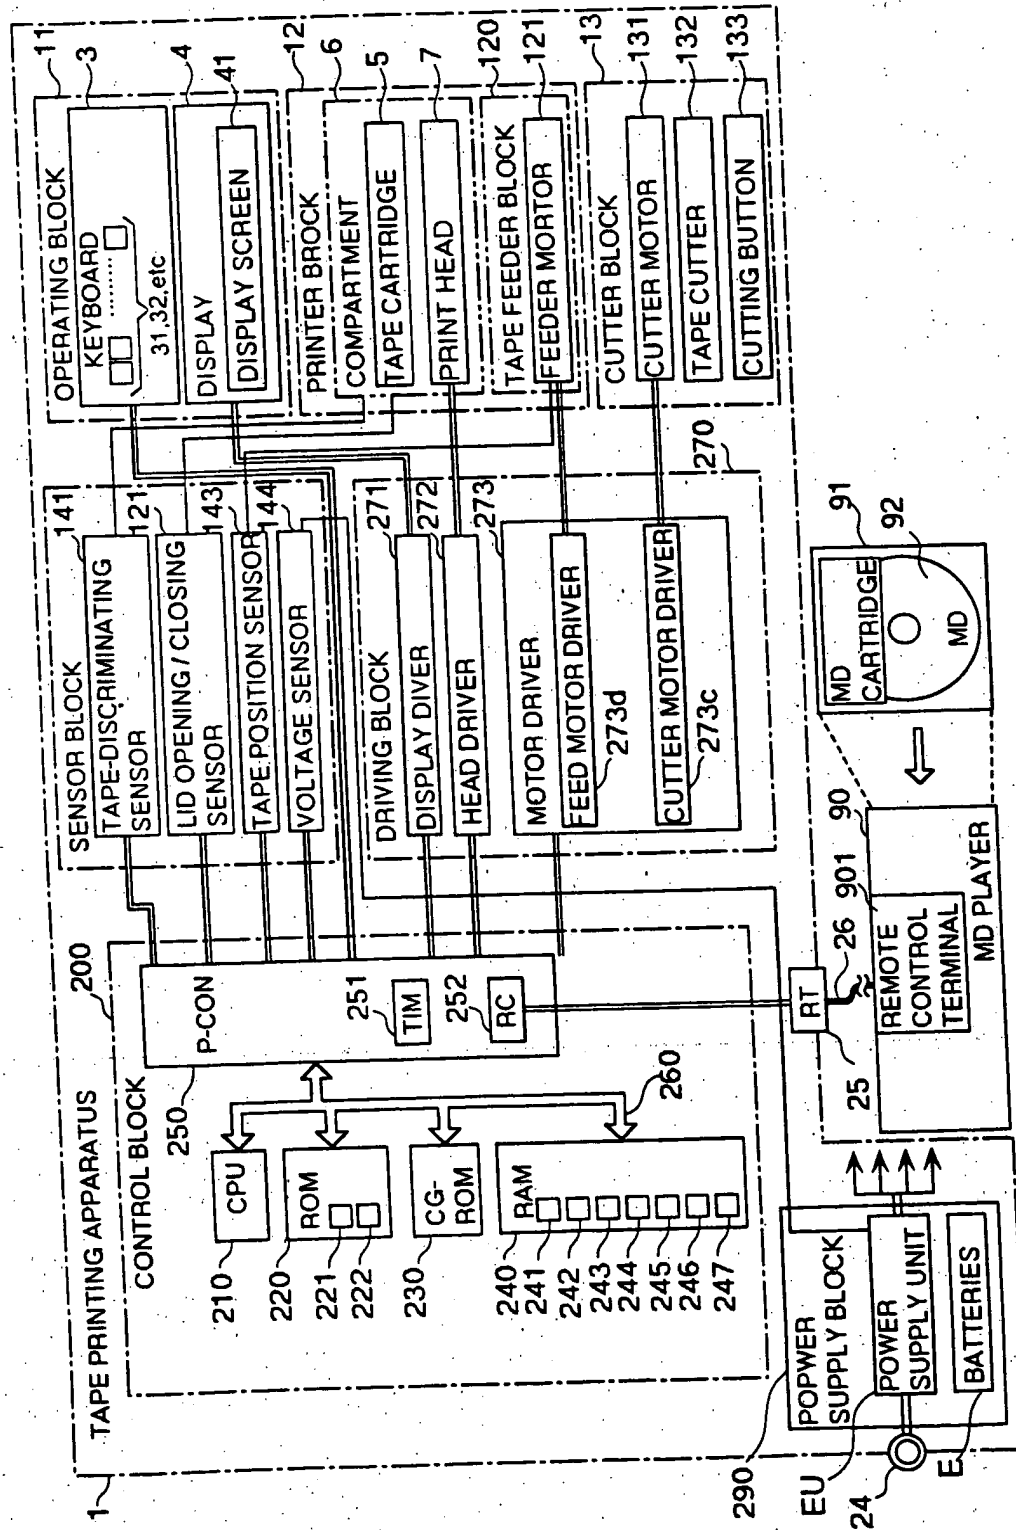 1
TAPE PRINTING APPARATUS
200
CONTROL BLOCK
250
P-CON
251
TIM
252
RC
210
CPU
220
ROM
221
222
230
CG-
ROM
240
RAM
241
242
243
244
245
246
247
260
SENSOR BLOCK
141
TAPE-DISCRIMINATING
SENSOR
121
LID OPENING / CLOSING
SENSOR
143
TAPE POSITION SENSOR
144
VOLTAGE SENSOR
DRIVING BLOCK
271
DISPLAY DIVER
272
HEAD DRIVER
273
MOTOR DRIVER
FEED MOTOR DRIVER
273d
CUTTER MOTOR DRIVER
273c
270
OPERATING BLOCK
11
KEYBOARD
3
31,32,etc
DISPLAY
4
DISPLAY SCREEN
41
PRINTER BROCK
12
COMPARTMENT
6
TAPE CARTRIDGE
5
PRINT HEAD
7
TAPE FEEDER BLOCK
120
FEEDER MORTOR
121
CUTTER BLOCK
13
CUTTER MOTOR
131
TAPE CUTTER
132
CUTTING BUTTON
133
290
POPWER
SUPPLY BLOCK
EU
POWER
SUPPLY UNIT
24
E
BATTERIES
RT
25
26
90
901
REMOTE
CONTROL
TERMINAL
MD PLAYER
91
MD
CARTRIDGE
92
MD